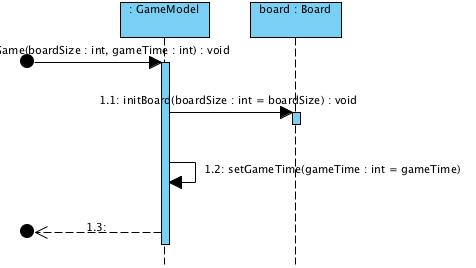 : GameModel
board : Board
Game(boardSize : int, gameTime : int) : void
1.1: initBoard(boardSize : int = boardSize) : void
1.2: setGameTime(gameTime : int = gameTime)
1.3: